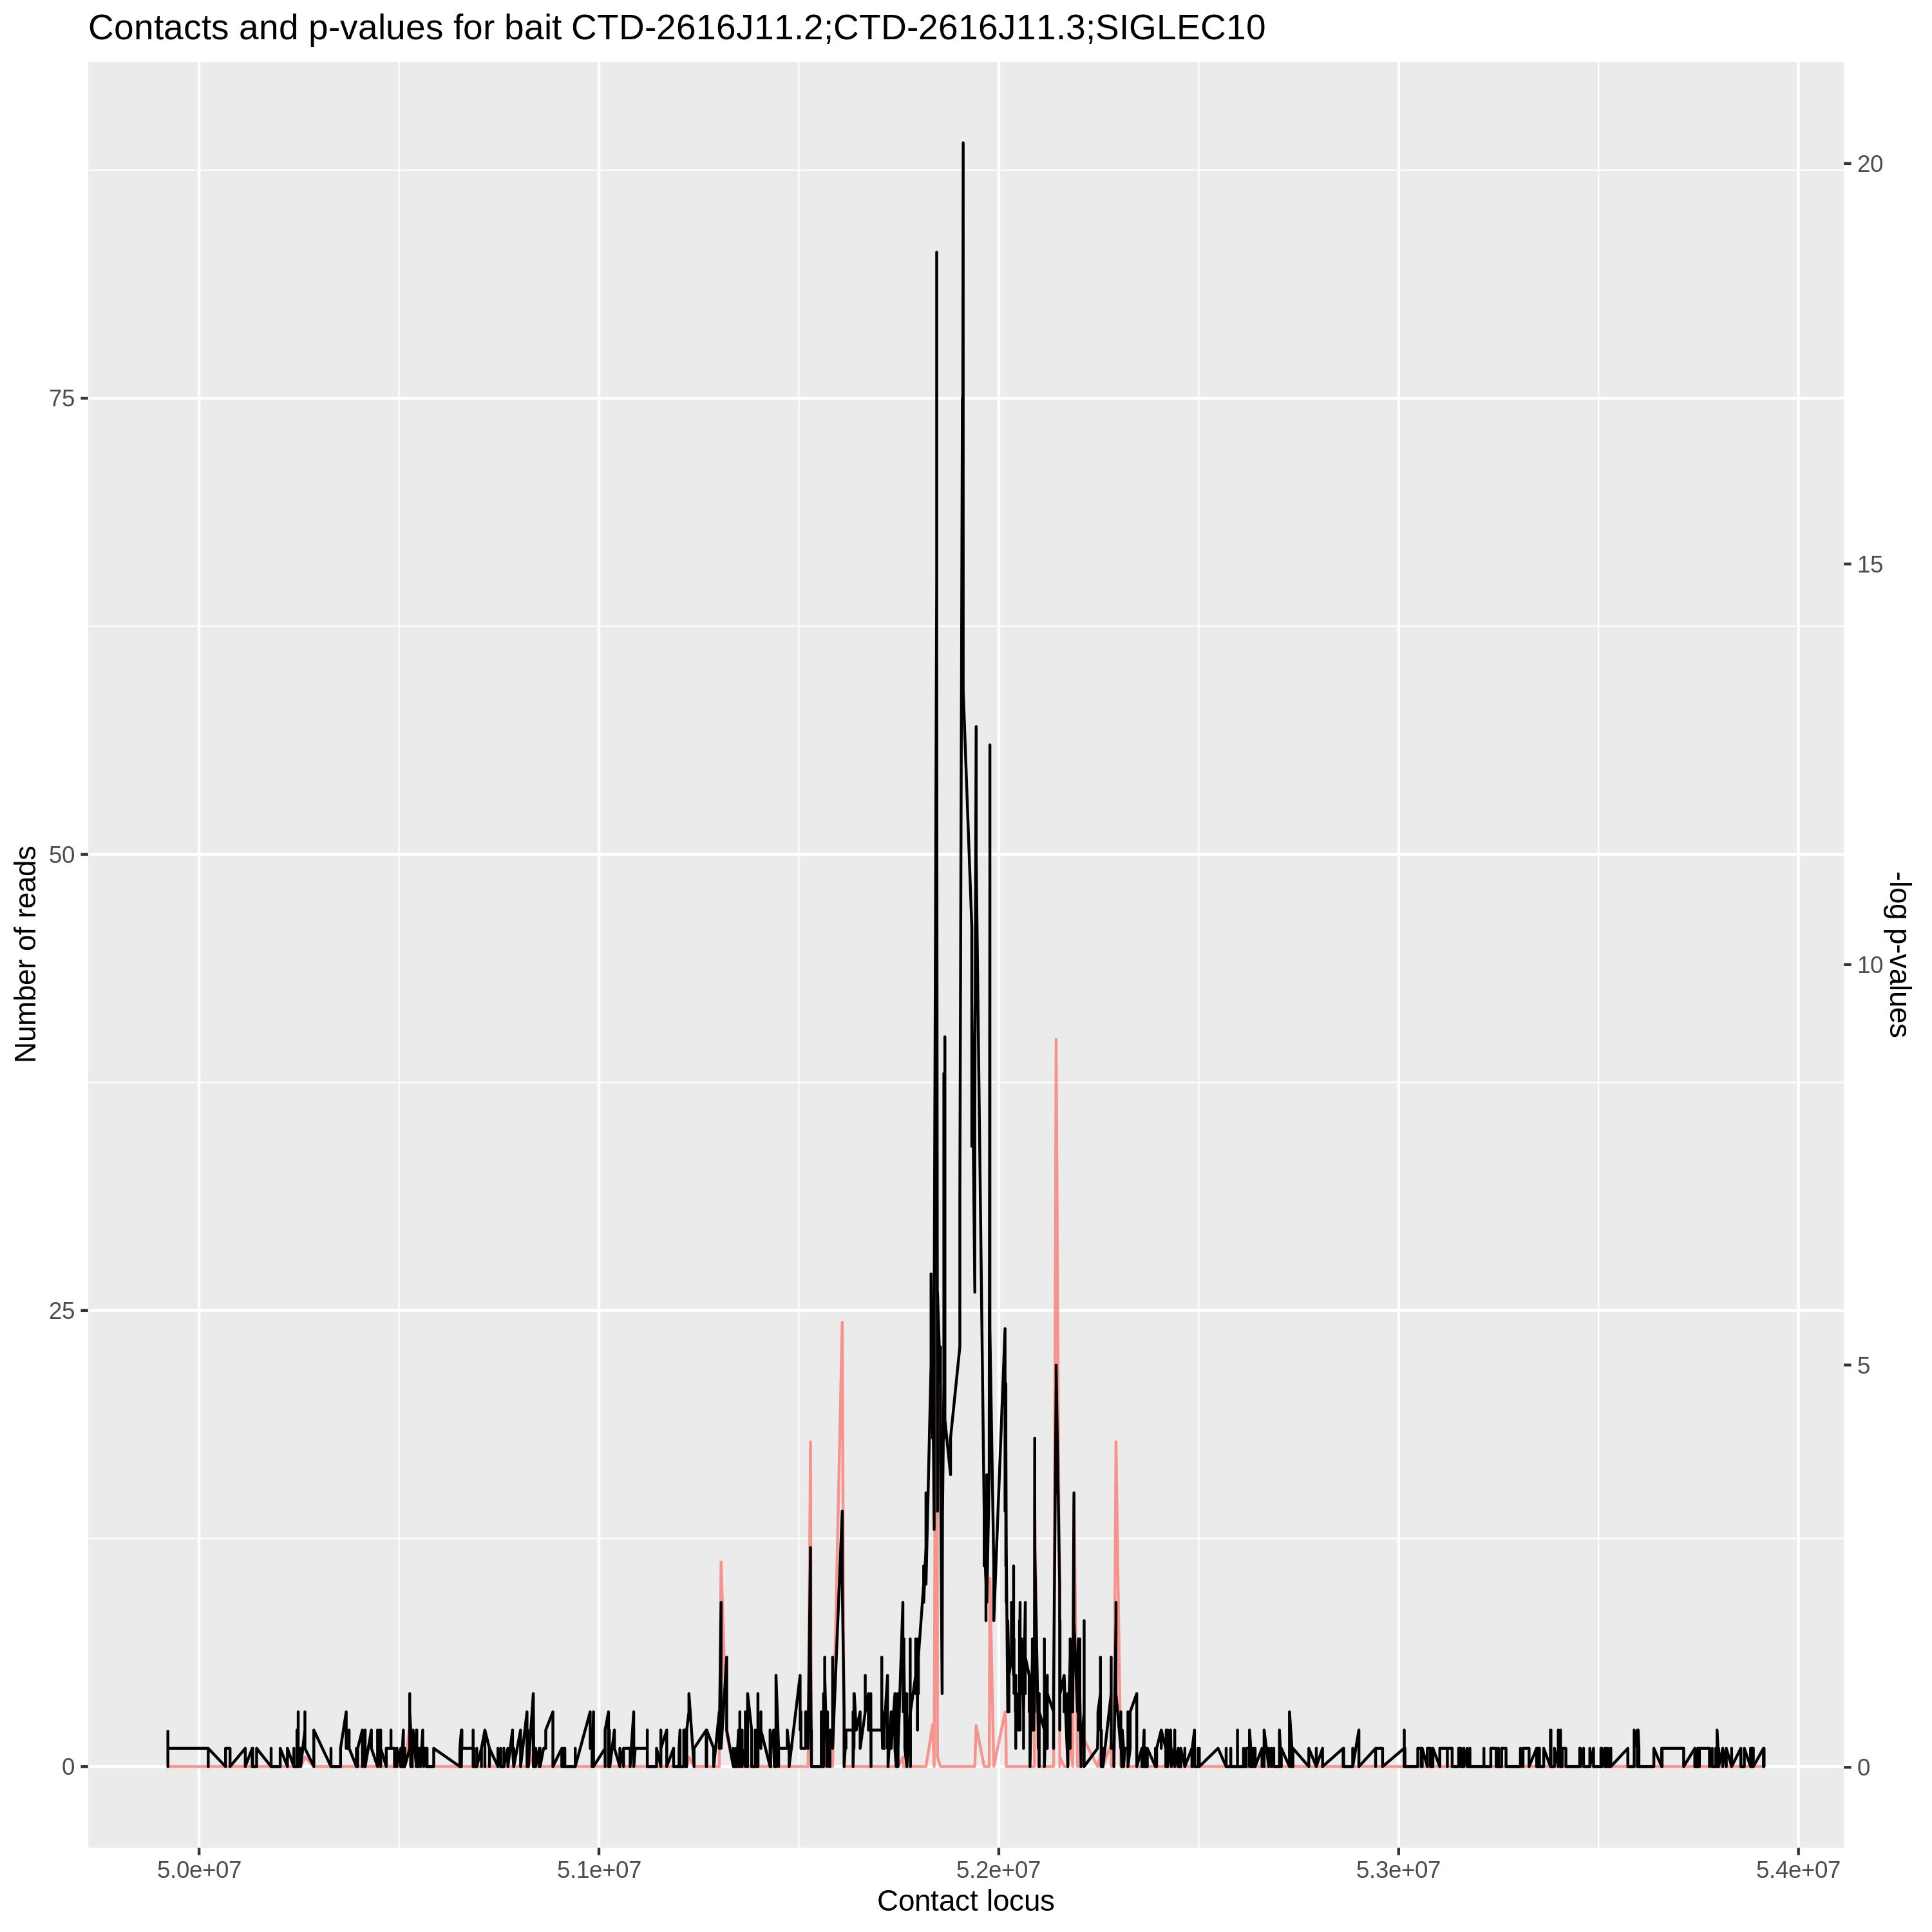 Contacts and p-values for bait CTD-2616J11.2;CTD-2616J11.3;SIGLEC10
Number of reads
75
50
25
0
20
15
10
5
0
-log p-values
5.0e+07 5.1e+07 5.2e+07 5.3e+07 5.4e+07
Contact locus